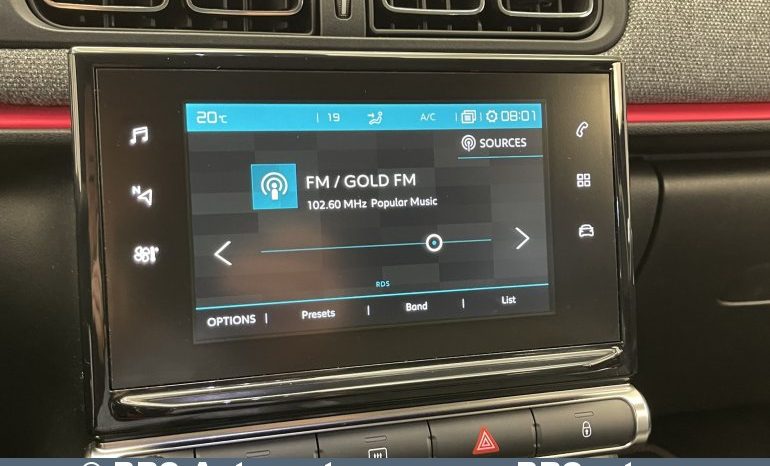 20°C | 19 A/C | | 08:01
SOURCES
FM / GOLD FM
102.60 MHz Popular Music
N
RDS
OPTIONS | Presets | Band | List